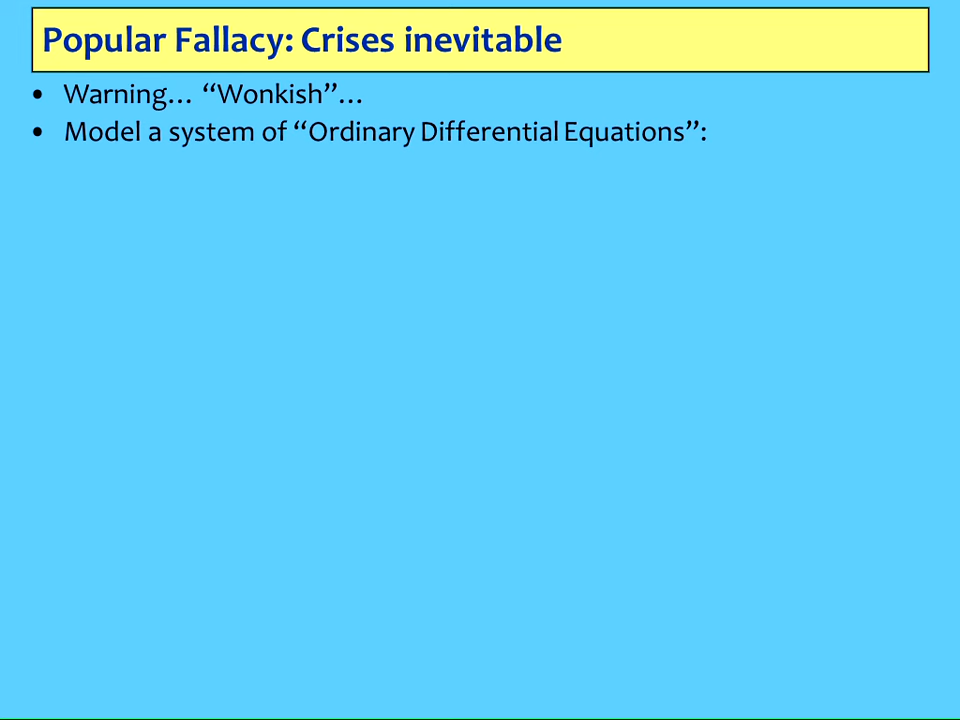 Popular Fallacy: Crises inevitable
• Warning… “Wonkish”…
• Model a system of “Ordinary Differential Equations”: